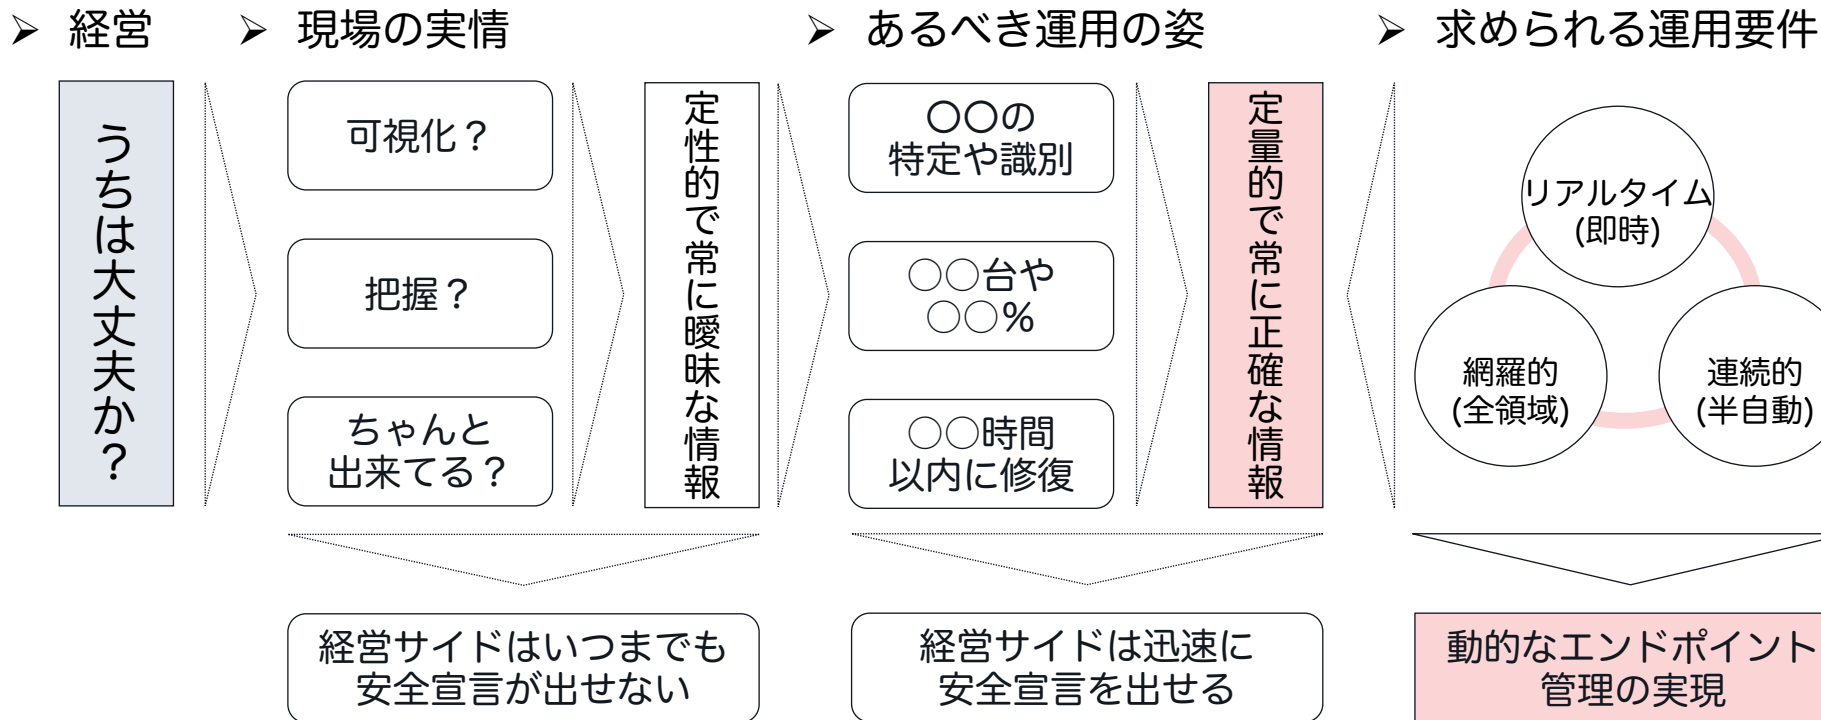 ➢ 経営
➢ 現場の実情
➢ あるべき運用の姿
➢ 求められる運用要件
うちは大丈夫か？
可視化？
把握？
ちゃんと
出来てる？
定性的で常に曖昧な情報
〇〇の
特定や識別
○○台や
○○%
○○時間
以内に修復
定量的で常に正確な情報
リアルタイム
(即時)
網羅的
(全領域)
連続的
(半自動)
経営サイドはいつまでも
安全宣言が出せない
経営サイドは迅速に
安全宣言を出せる
動的なエンドポイント
管理の実現